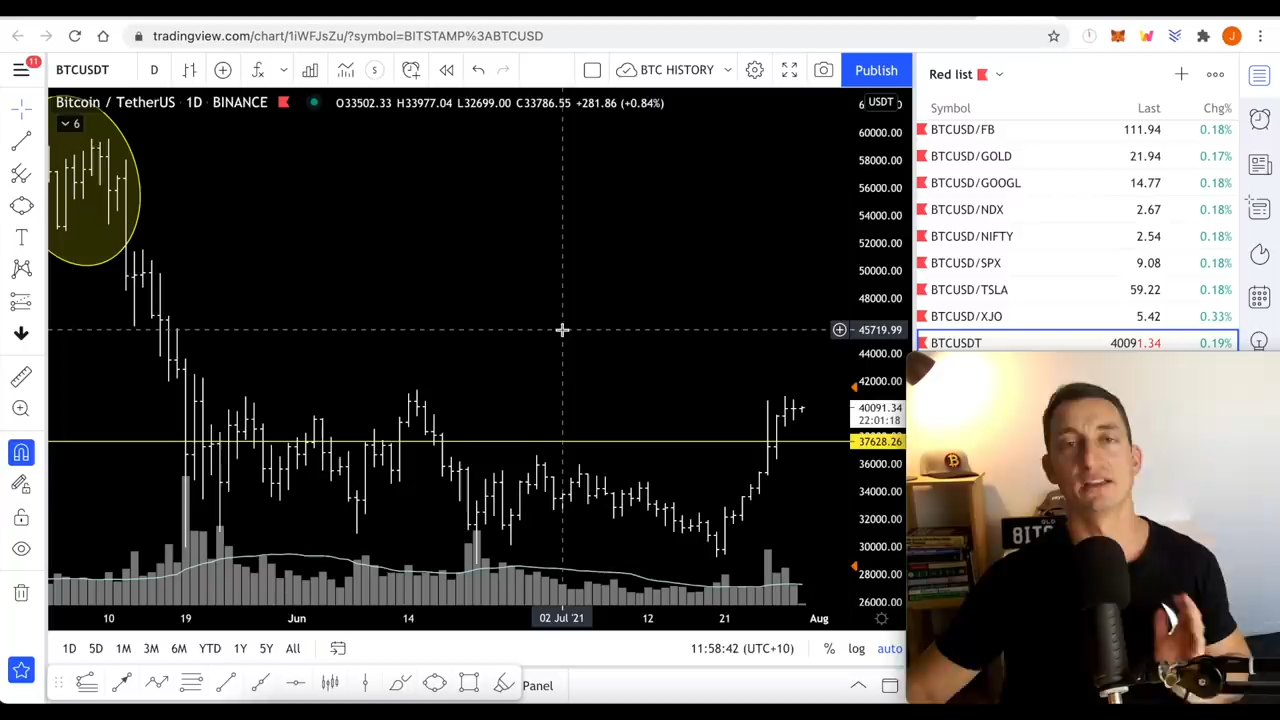 tradingview.com/chart/1iWFJsZu/?symbol=BITSTAMP%3ABTCUSD
J
11
BTCUSDT
D
S
BTC HISTORY
Publish
Red list
Bitcoin / TetherUS · 1D · BINANCE
O33502.33 H33977.04 L32699.00 C33786.55 +281.86 (+0.84%)
6
USDT
60000.00
58000.00
56000.00
54000.00
52000.00
50000.00
48000.00
45719.99
44000.00
42000.00
40091.34
22:01:18
37628.26
36000.00
34000.00
32000.00
30000.00
28000.00
26000.00
Symbol Last Chg%
BTCUSD/FB 111.94 0.18%
BTCUSD/GOLD 21.94 0.17%
BTCUSD/GOOGL 14.77 0.18%
BTCUSD/NDX 2.67 0.18%
BTCUSD/NIFTY 2.54 0.18%
BTCUSD/SPX 9.08 0.18%
BTCUSD/TSLA 59.22 0.18%
BTCUSD/XJO 5.42 0.33%
BTCUSDT 40091.34 0.19%
10 19 Jun 14 02 Jul '21 12 21 Aug
1D 5D 1M 3M 6M YTD 1Y 5Y All
11:58:42 (UTC+10) % log auto
Panel
QLD